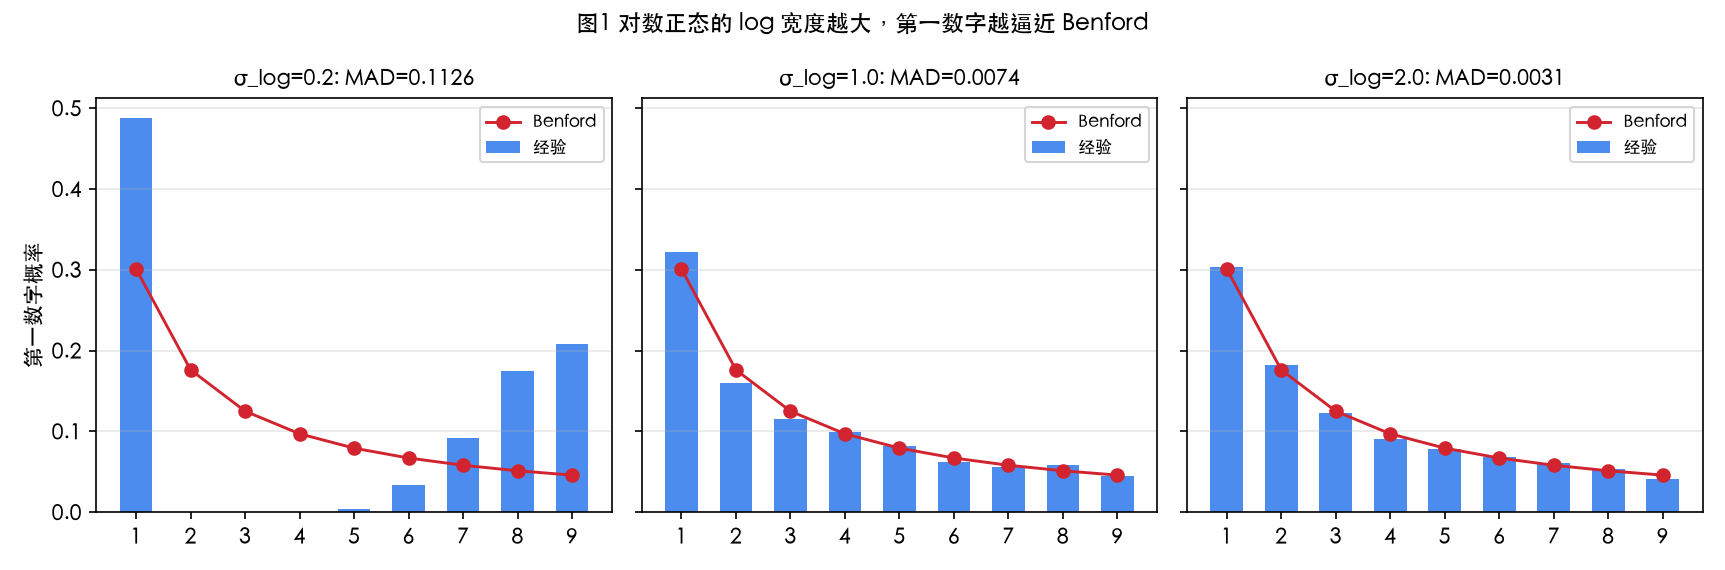 图1 对数正态的 log 宽度越大，第一数字越逼近 Benford
σ_log=0.2: MAD=0.1126
σ_log=1.0: MAD=0.0074
σ_log=2.0: MAD=0.0031
第一数字概率
0.5
0.4
0.3
0.2
0.1
0.0
Benford
经验
1 2 3 4 5 6 7 8 9
Benford
经验
1 2 3 4 5 6 7 8 9
Benford
经验
1 2 3 4 5 6 7 8 9